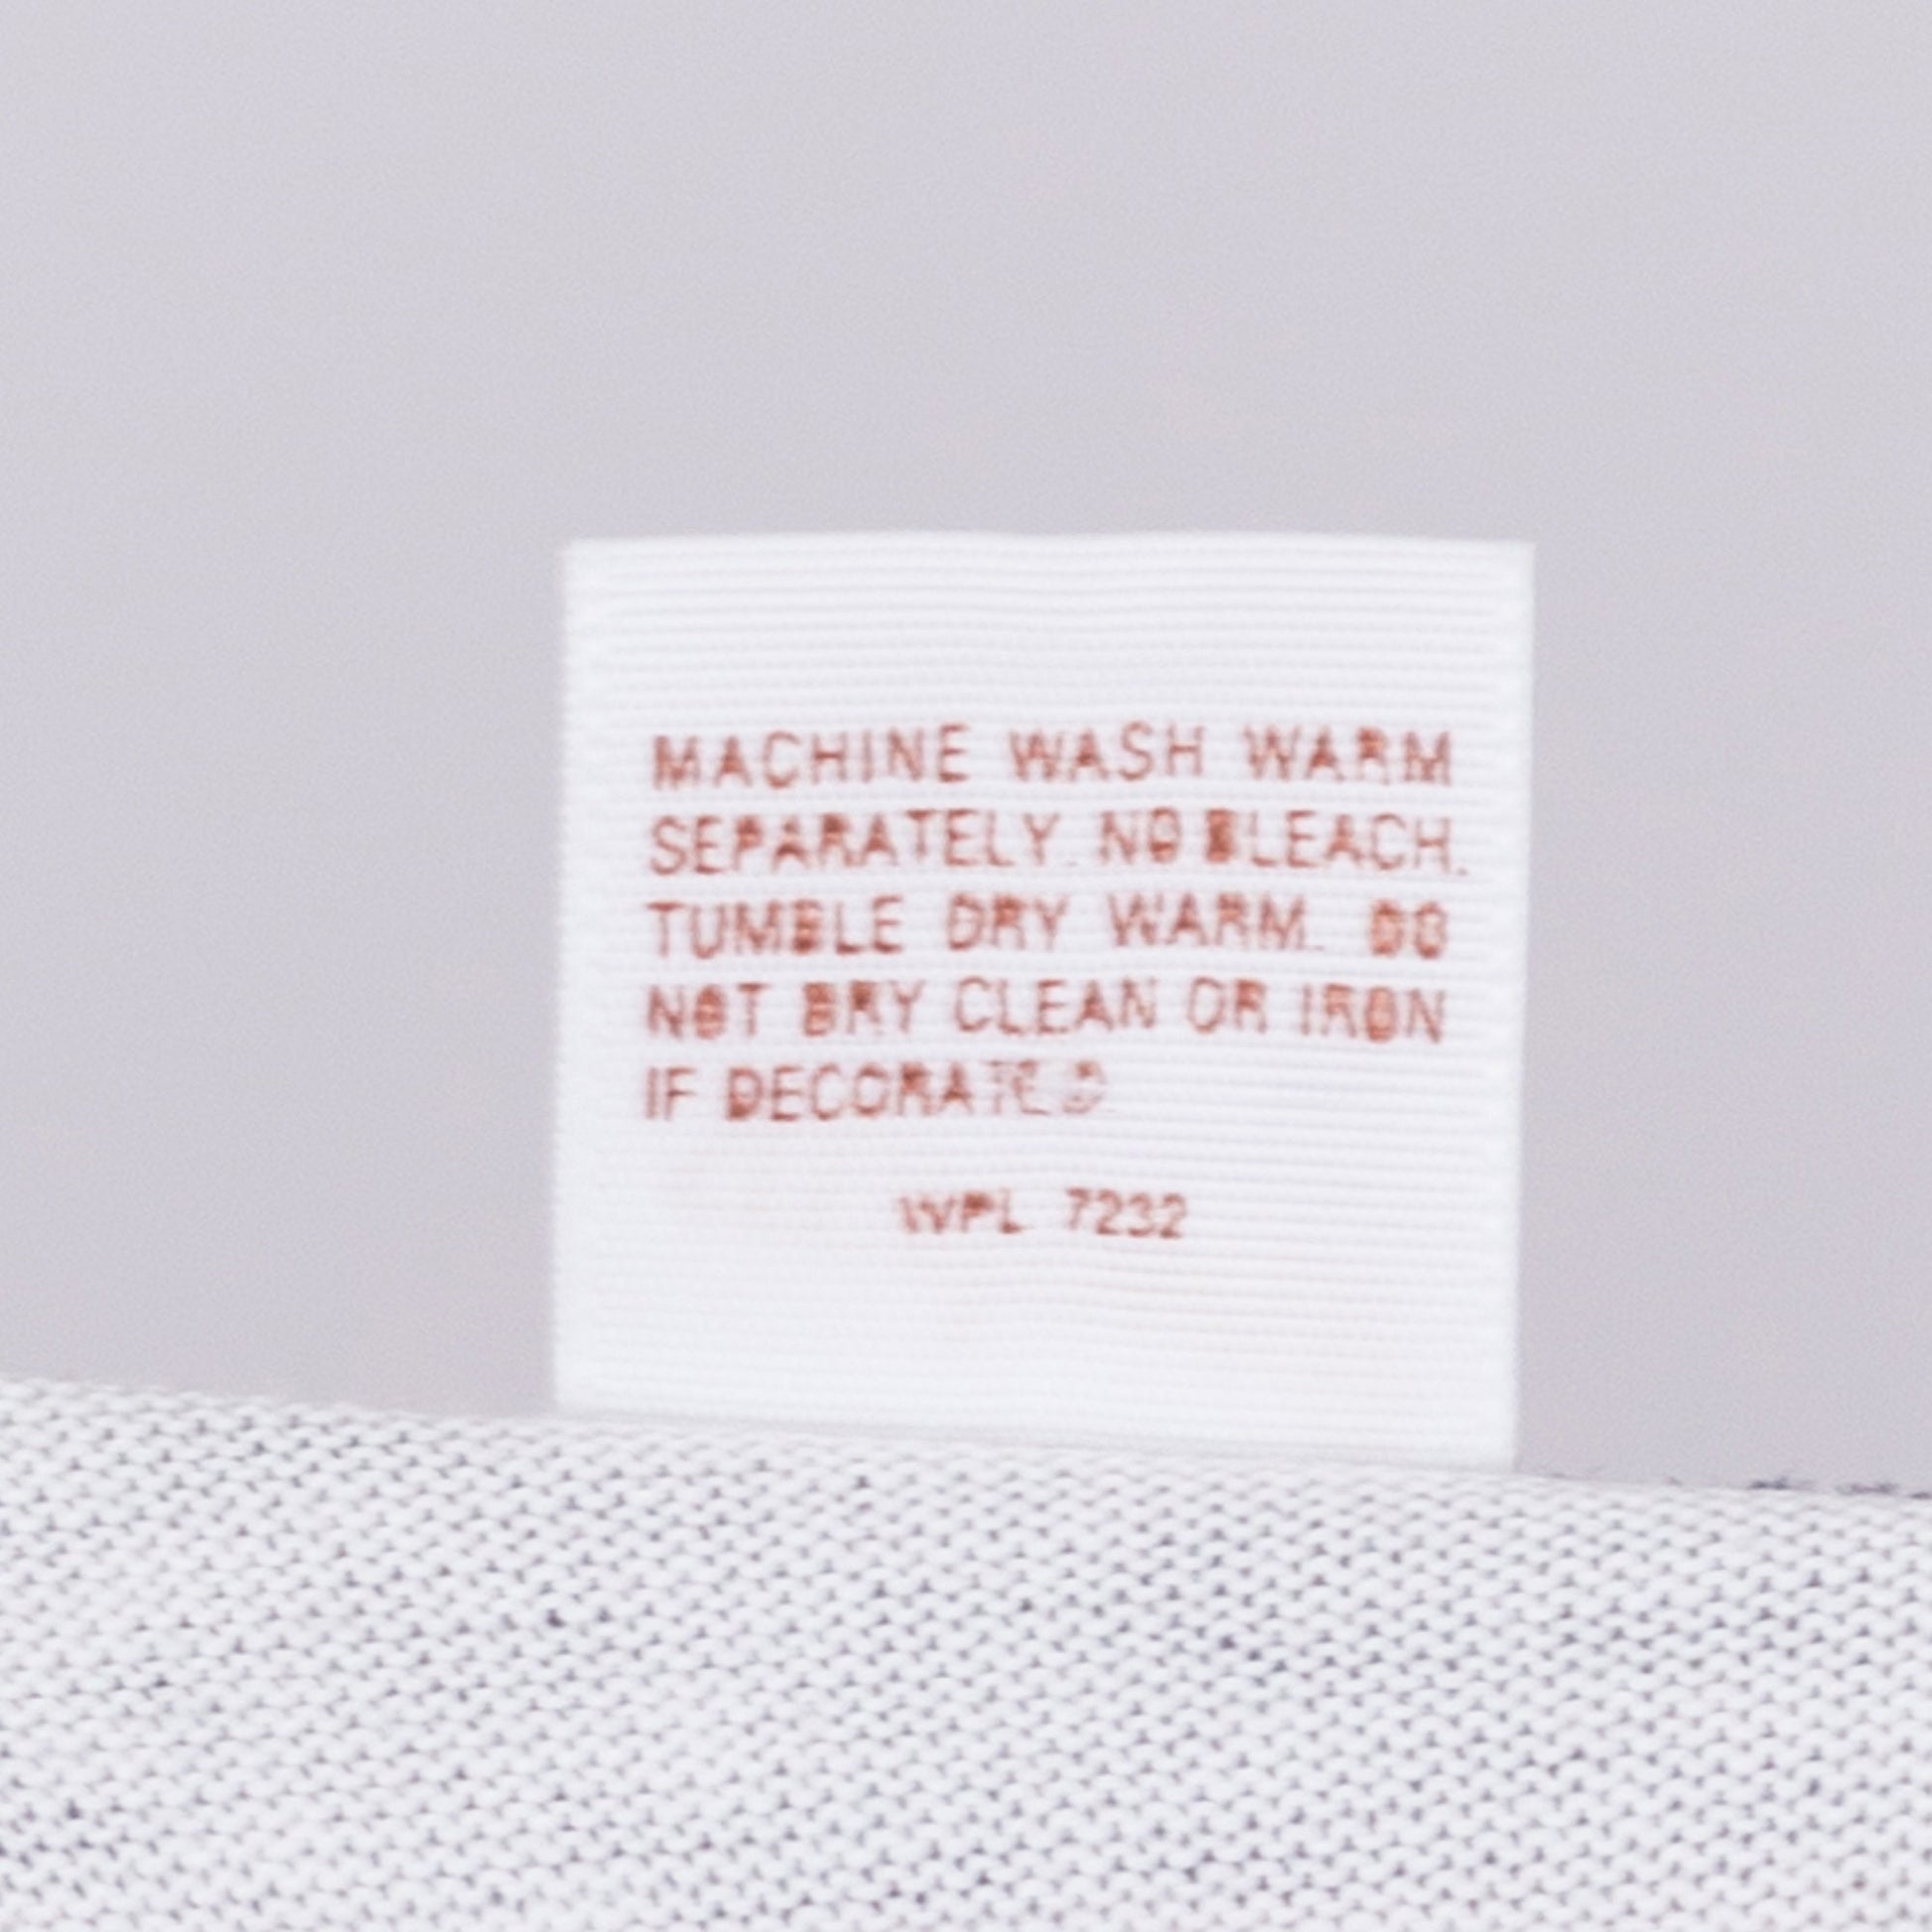 MACHINE WASH WARM
SEPARATELY. NO BLEACH.
TUMBLE DRY WARM. DO
NOT DRY CLEAN OR IRON
IF DECORATED
WPL 7232